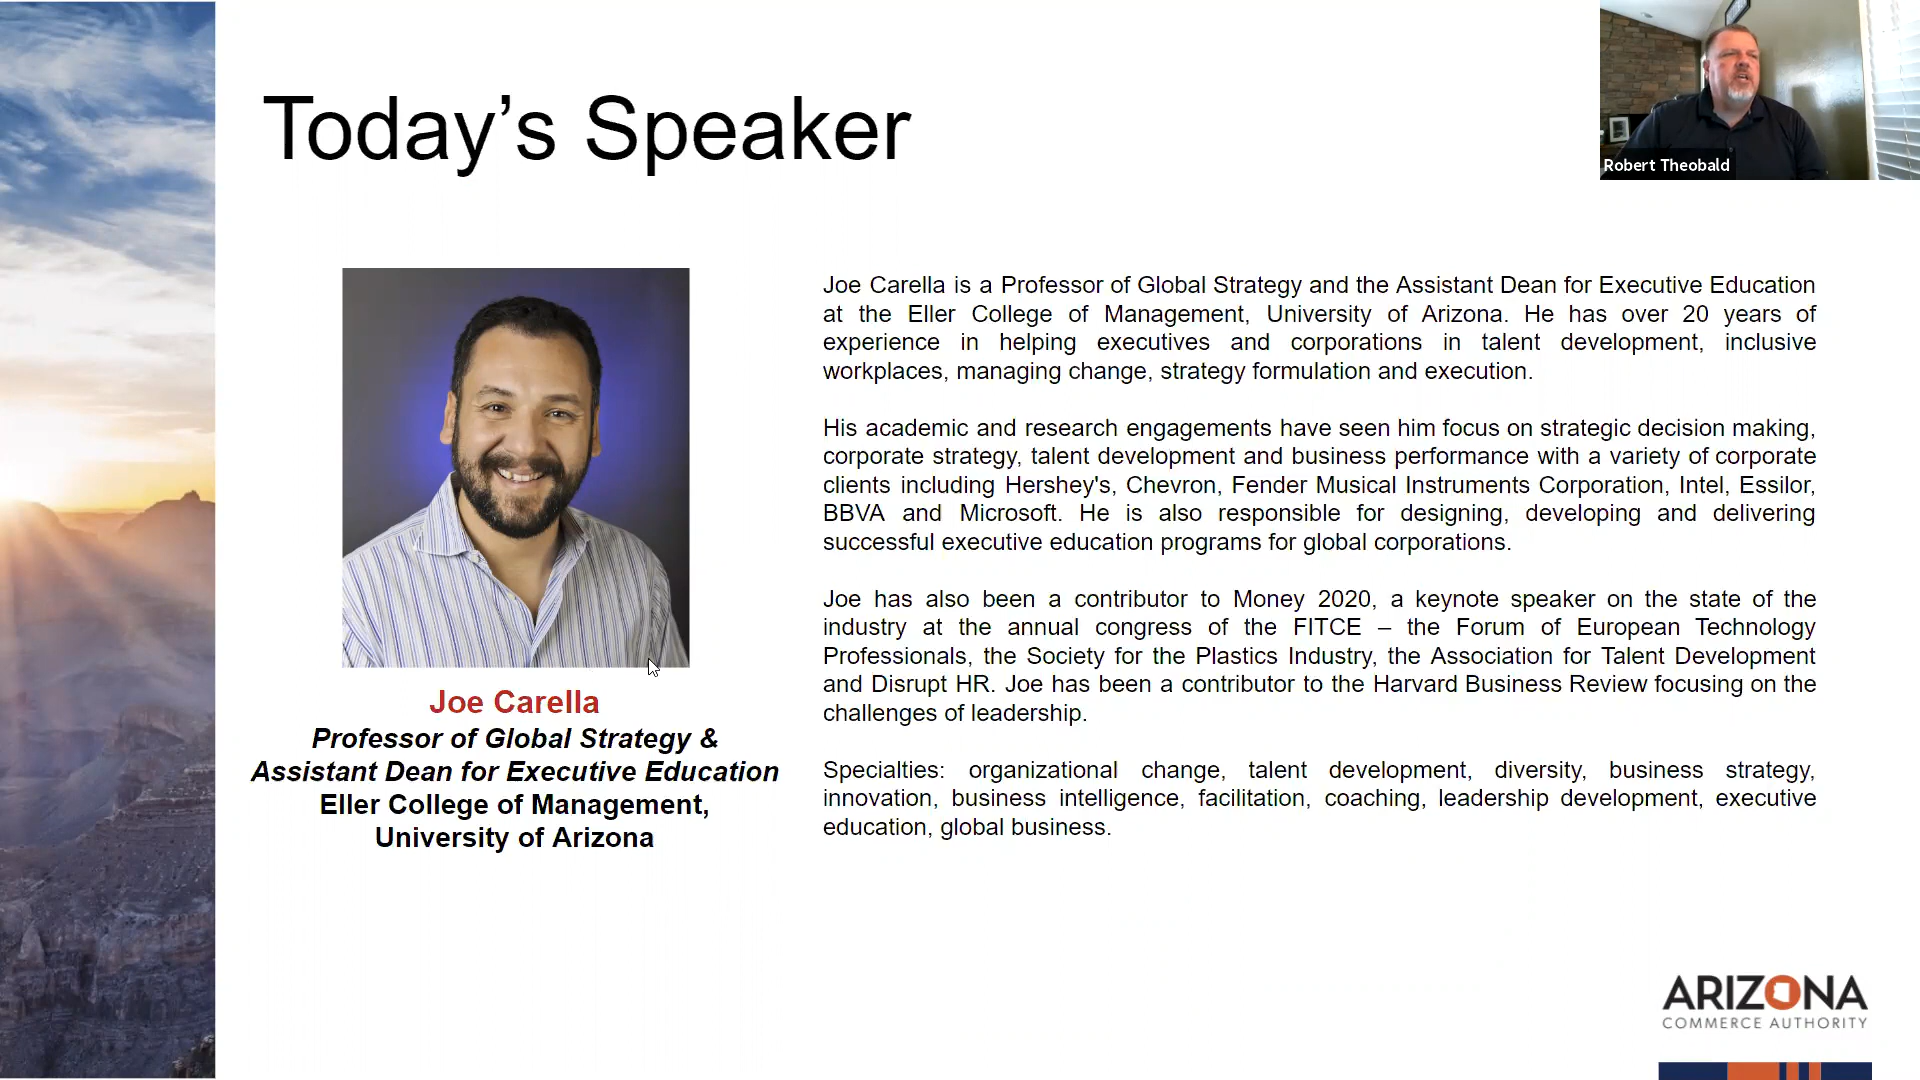 Today's Speaker
Robert Theobald
Joe Carella
Professor of Global Strategy &
Assistant Dean for Executive Education
Eller College of Management,
University of Arizona
Joe Carella is a Professor of Global Strategy and the Assistant Dean for Executive Education
at the Eller College of Management, University of Arizona. He has over 20 years of
experience in helping executives and corporations in talent development, inclusive
workplaces, managing change, strategy formulation and execution.
His academic and research engagements have seen him focus on strategic decision making,
corporate strategy, talent development and business performance with a variety of corporate
clients including Hershey's, Chevron, Fender Musical Instruments Corporation, Intel, Essilor,
BBVA and Microsoft. He is also responsible for designing, developing and delivering
successful executive education programs for global corporations.
Joe has also been a contributor to Money 2020, a keynote speaker on the state of the
industry at the annual congress of the FITCE – the Forum of European Technology
Professionals, the Society for the Plastics Industry, the Association for Talent Development
and Disrupt HR. Joe has been a contributor to the Harvard Business Review focusing on the
challenges of leadership.
Specialties: organizational change, talent development, diversity, business strategy,
innovation, business intelligence, facilitation, coaching, leadership development, executive
education, global business.
ARIZONA
COMMERCE AUTHORITY